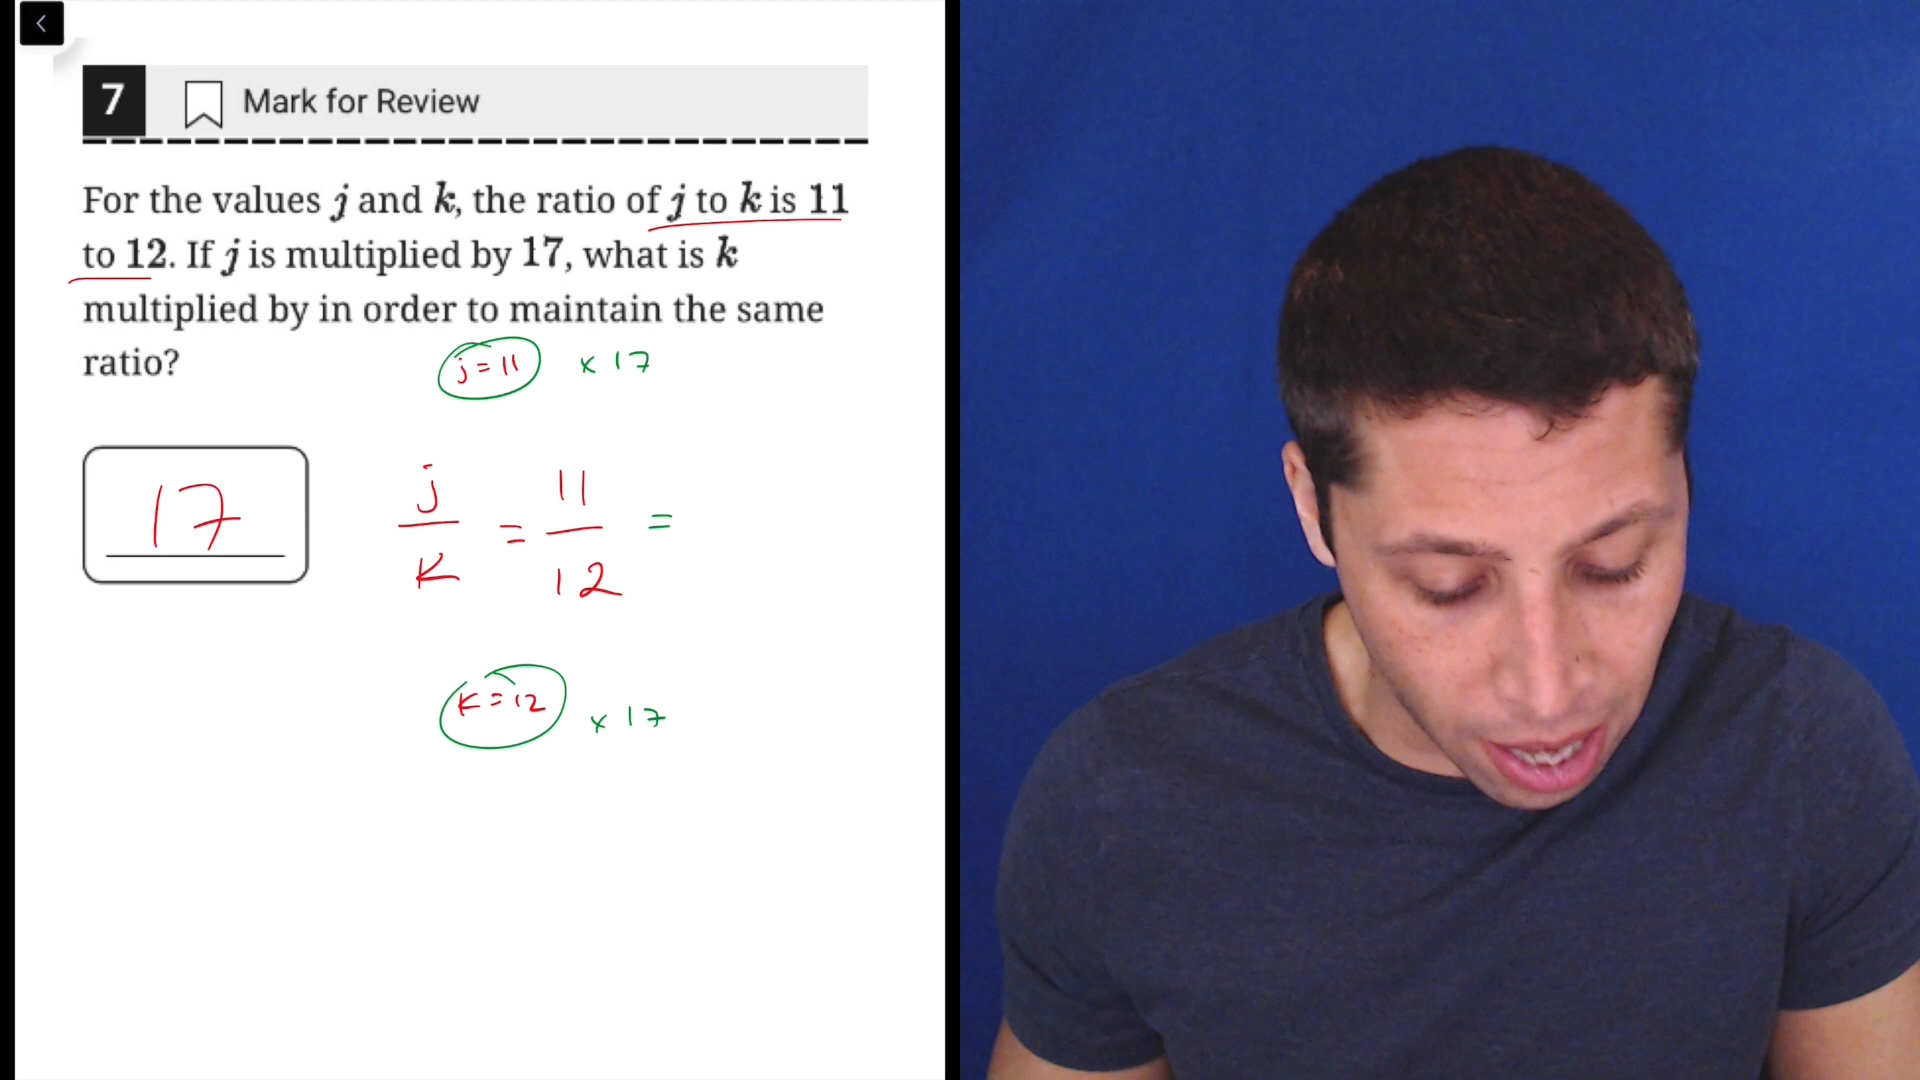 7 Mark for Review
For the values j and k, the ratio of j to k is 11
to 12. If j is multiplied by 17, what is k
multiplied by in order to maintain the same
ratio?
j = 11 x 17
17
j/K = 11/12 =
K = 12 x 17